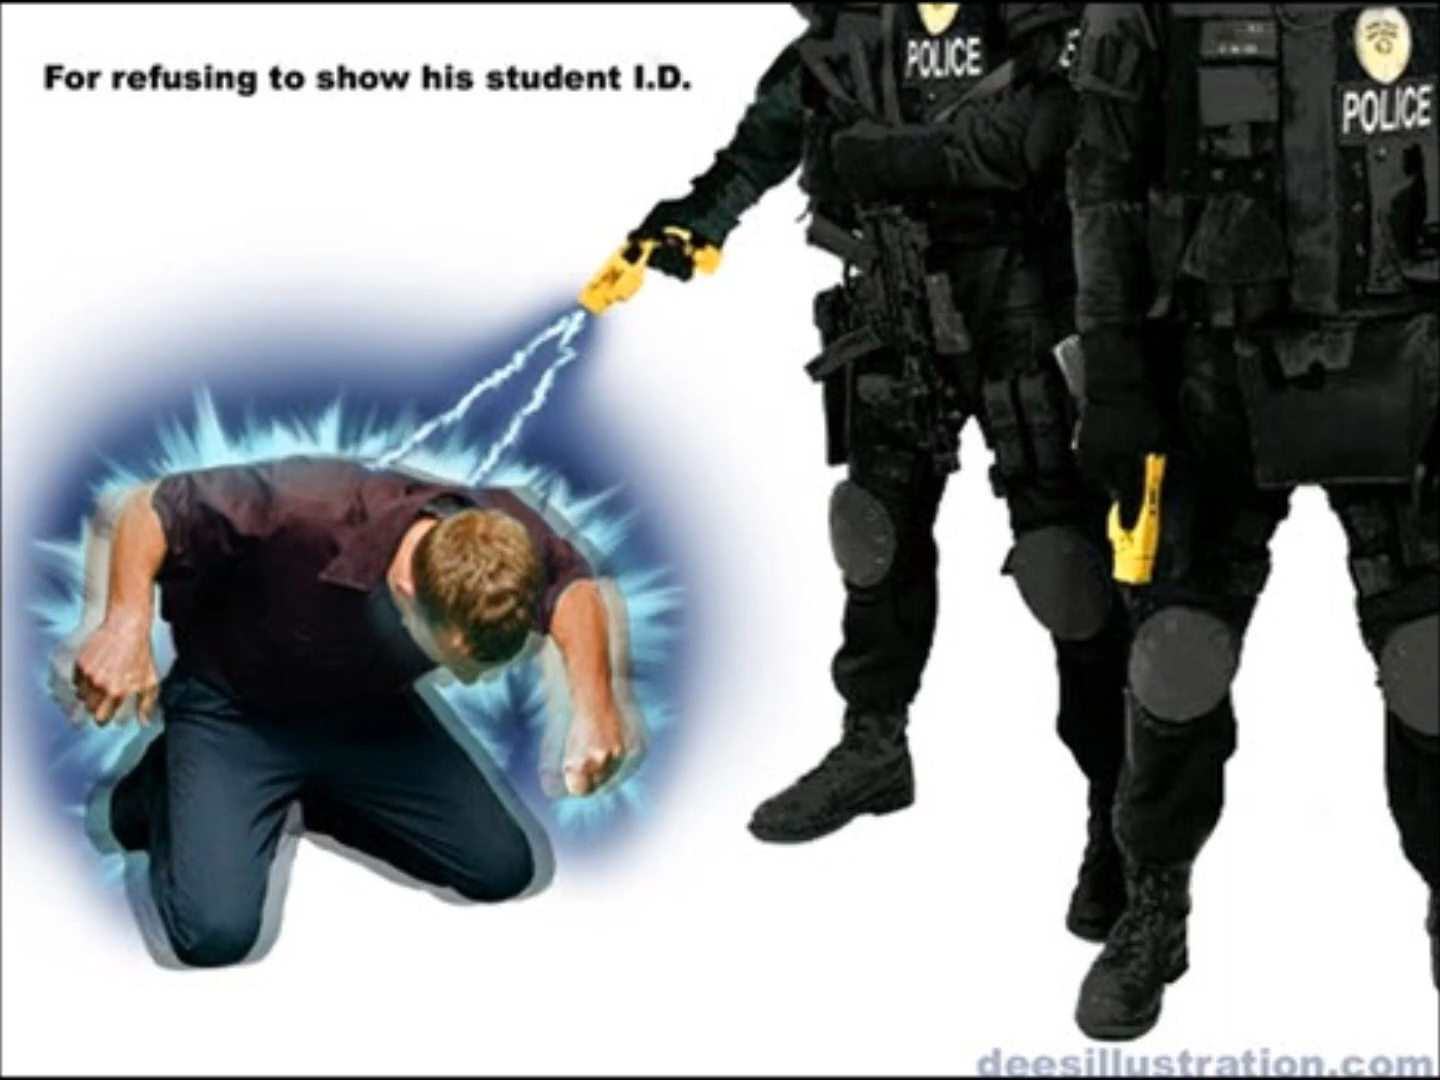 For refusing to show his student I.D.
POLICE
POLICE
deesillustration.com